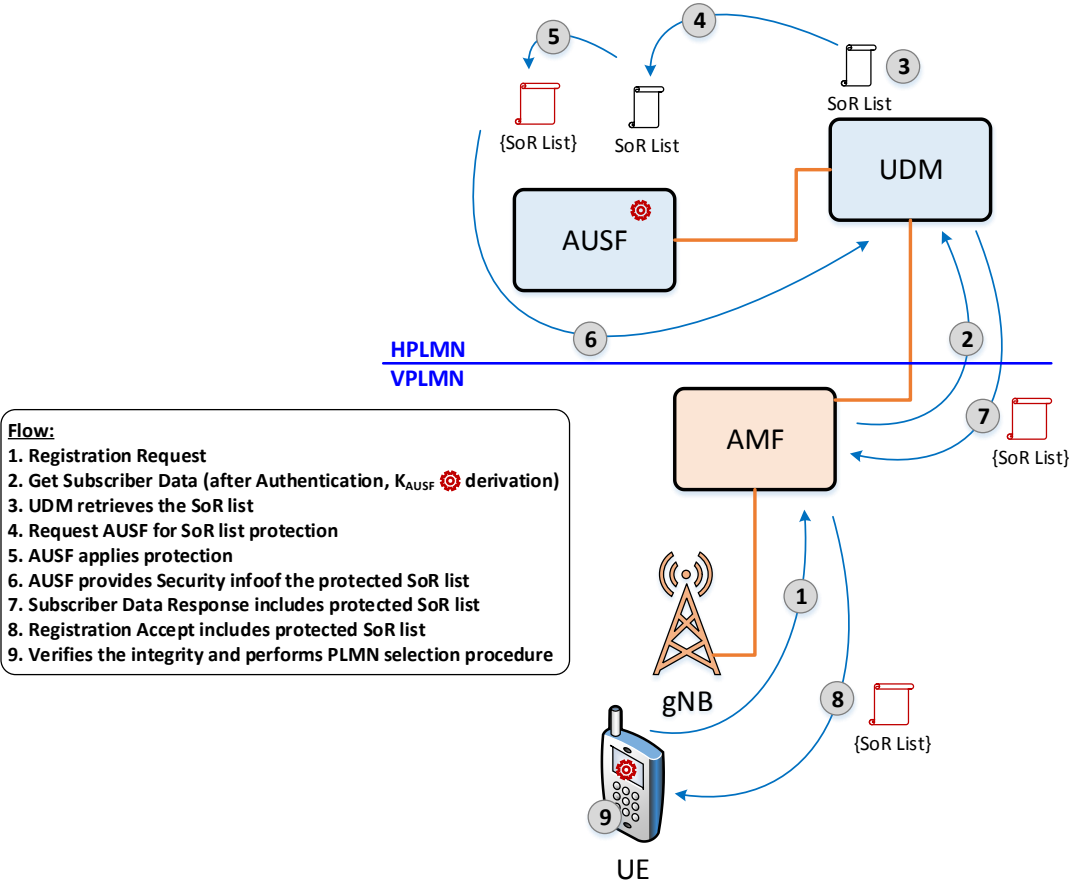 5
4
3
SoR List
{SoR List}
SoR List
UDM
AUSF
6
2
HPLMN
VPLMN
7
{SoR List}
AMF
Flow:
1. Registration Request
2. Get Subscriber Data (after Authentication, KAUSF derivation)
3. UDM retrieves the SoR list
4. Request AUSF for SoR list protection
5. AUSF applies protection
6. AUSF provides Security infoof the protected SoR list
7. Subscriber Data Response includes protected SoR list
8. Registration Accept includes protected SoR list
9. Verifies the integrity and performs PLMN selection procedure
1
gNB
8
{SoR List}
9
UE